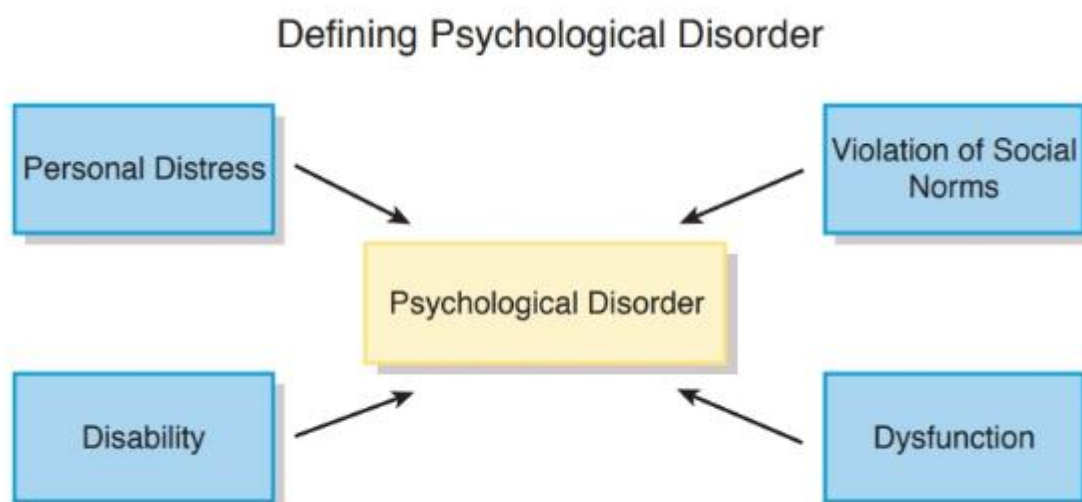 Defining Psychological Disorder
Personal Distress
Violation of Social
Norms
Psychological Disorder
Disability
Dysfunction